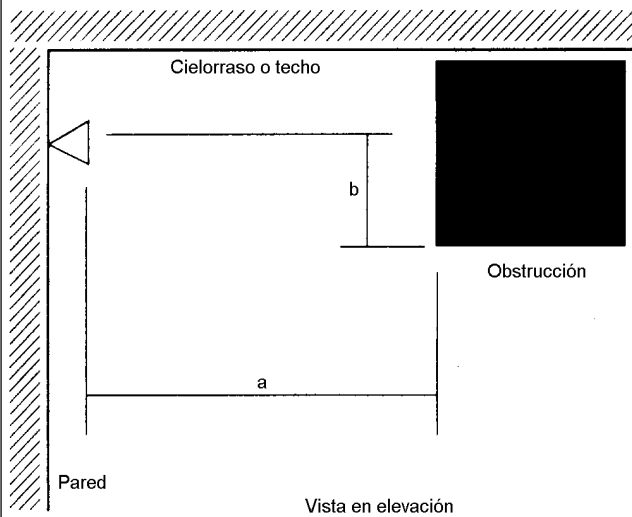 Cielorraso o techo
b
Obstrucción
a
Pared
Vista en elevación